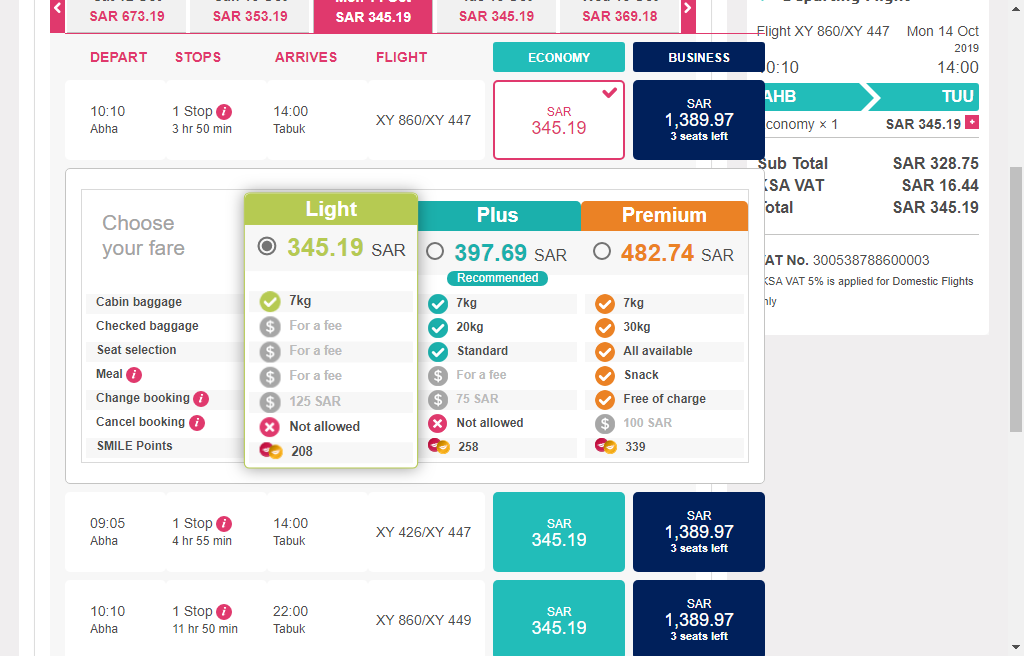 SAR 673.19
SAR 353.19
SAR 345.19
SAR 345.19
SAR 369.18
DEPART
STOPS
ARRIVES
FLIGHT
ECONOMY
BUSINESS
10:10
Abha
1 Stop
3 hr 50 min
14:00
Tabuk
XY 860/XY 447
SAR
345.19
SAR
1,389.97
3 seats left
Choose
your fare
Light
345.19 SAR
Plus
397.69 SAR
Recommended
Premium
482.74 SAR
Cabin baggage 7kg 7kg 7kg
Checked baggage $ For a fee 20kg 30kg
Seat selection $ For a fee Standard All available
Meal i $ For a fee $ For a fee Snack
Change booking i $ 125 SAR $ 75 SAR Free of charge
Cancel booking i Not allowed Not allowed $ 100 SAR
SMILE Points 208 258 339
09:05
Abha
1 Stop
4 hr 55 min
14:00
Tabuk
XY 426/XY 447
SAR
345.19
SAR
1,389.97
3 seats left
10:10
Abha
1 Stop
11 hr 50 min
22:00
Tabuk
XY 860/XY 449
SAR
345.19
SAR
1,389.97
3 seats left
Flight XY 860/XY 447
Mon 14 Oct
2019
:10
14:00
AHB
TUU
conomy × 1
SAR 345.19 +
Sub Total SAR 328.75
KSA VAT SAR 16.44
otal SAR 345.19
AT No. 300538788600003
KSA VAT 5% is applied for Domestic Flights
nly